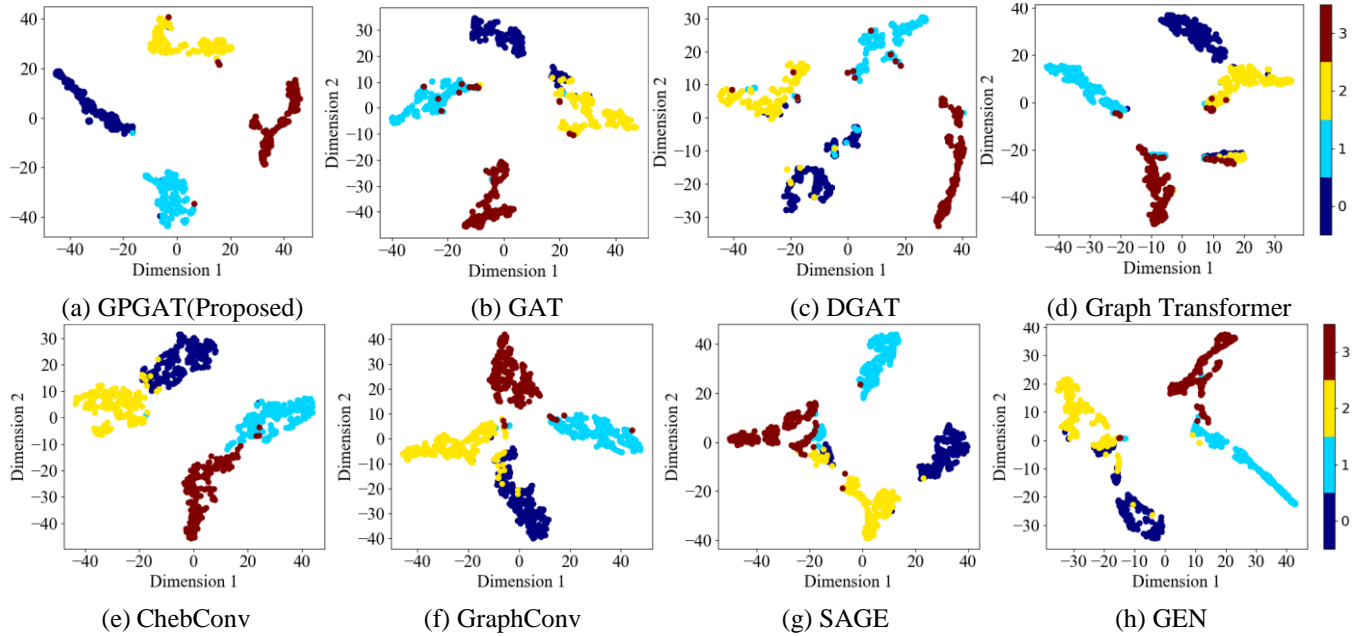 Dimension 2
40
20
0
−20
−40
−40 −20 0 20 40
Dimension 1
(a) GPGAT(Proposed)
Dimension 2
30
20
10
0
−10
−20
−30
−40
−40 −20 0 20 40
Dimension 1
(b) GAT
Dimension 2
30
20
10
0
−10
−20
−30
−40 −20 0 20 40
Dimension 1
(c) DGAT
Dimension 2
40
20
0
−20
−40
−40 −30 −20 −10 0 10 20 30
Dimension 1
(d) Graph Transformer
3
2
1
0
Dimension 2
30
20
10
0
−10
−20
−30
−40
−40 −20 0 20 40
Dimension 1
(e) ChebConv
Dimension 2
40
30
20
10
0
−10
−20
−30
−40
−40 −20 0 20 40
Dimension 1
(f) GraphConv
Dimension 2
40
20
0
−20
−40
−40 −20 0 20 40
Dimension 1
(g) SAGE
Dimension 2
40
30
20
10
0
−10
−20
−30
−30 −20 −10 0 10 20 30 40
Dimension 1
(h) GEN
3
2
1
0